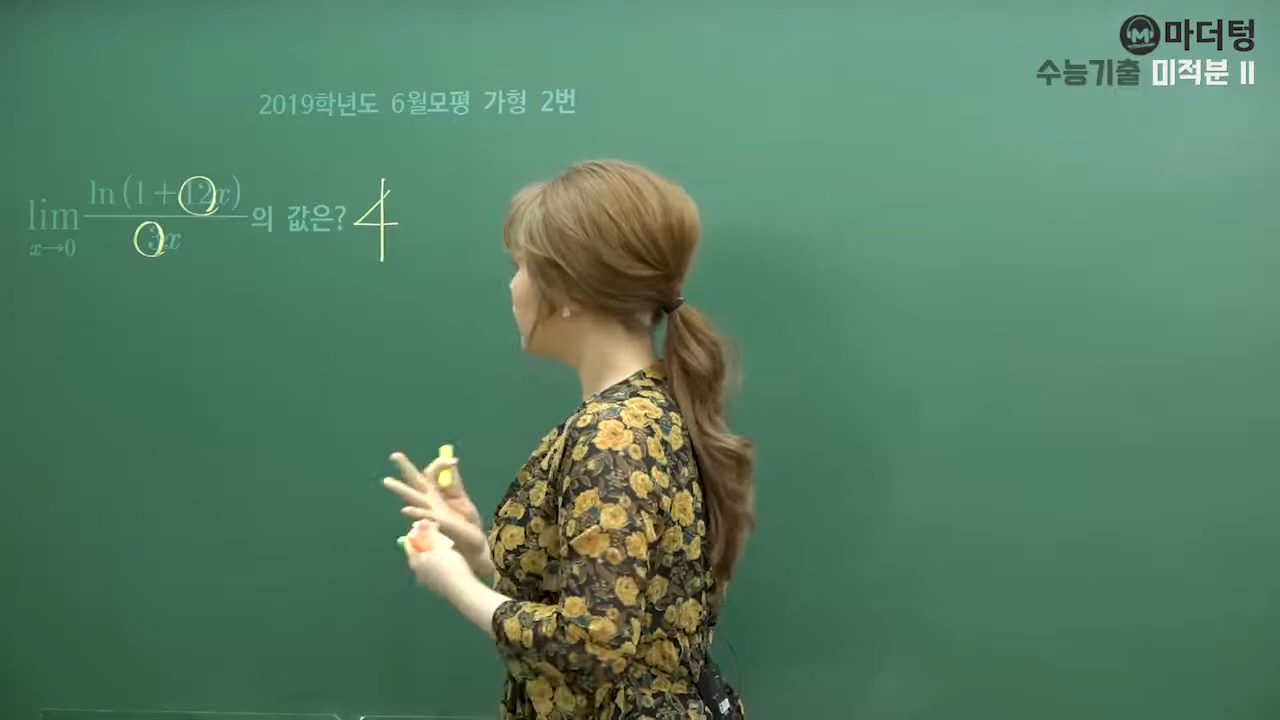 마더텅
수능기출 미적분 II
2019학년도 6월모평 가형 2번
lim x→0 ln (1+12x) / 3x 의 값은? 4